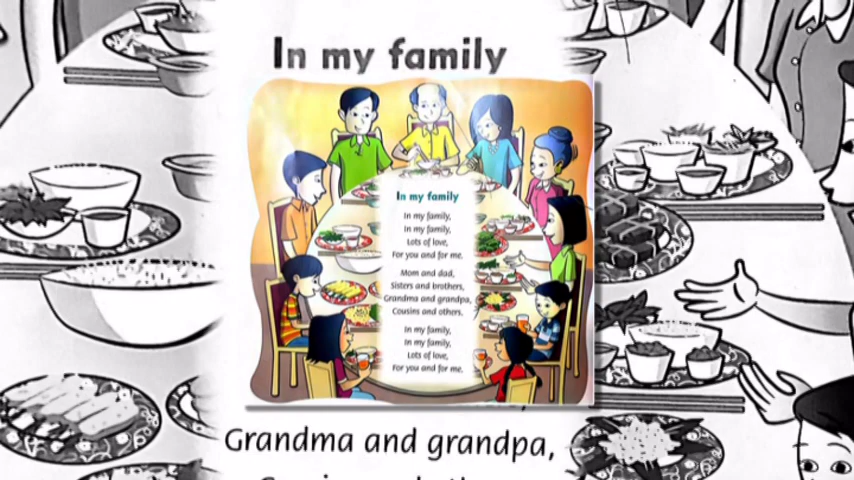 In my family
In my family
In my family,
In my family,
Lots of love,
For you and for me.
Mom and dad,
Sisters and brothers,
Grandma and grandpa,
Cousins and others.
In my family,
In my family,
Lots of love,
For you and for me.
Grandma and grandpa,